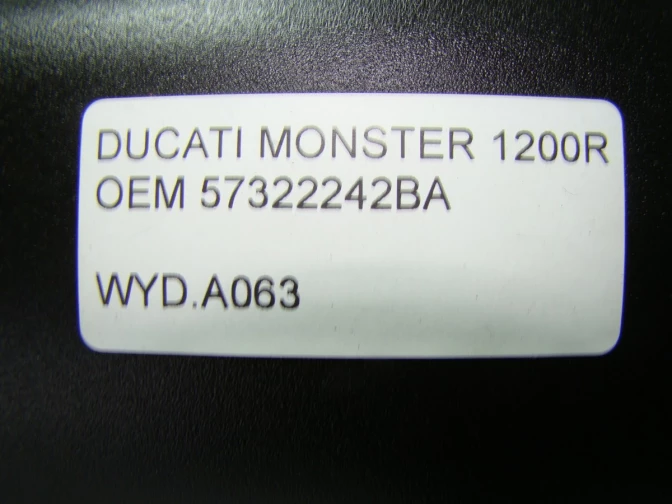 DUCATI MONSTER 1200R
OEM 57322242BA
WYD.A063